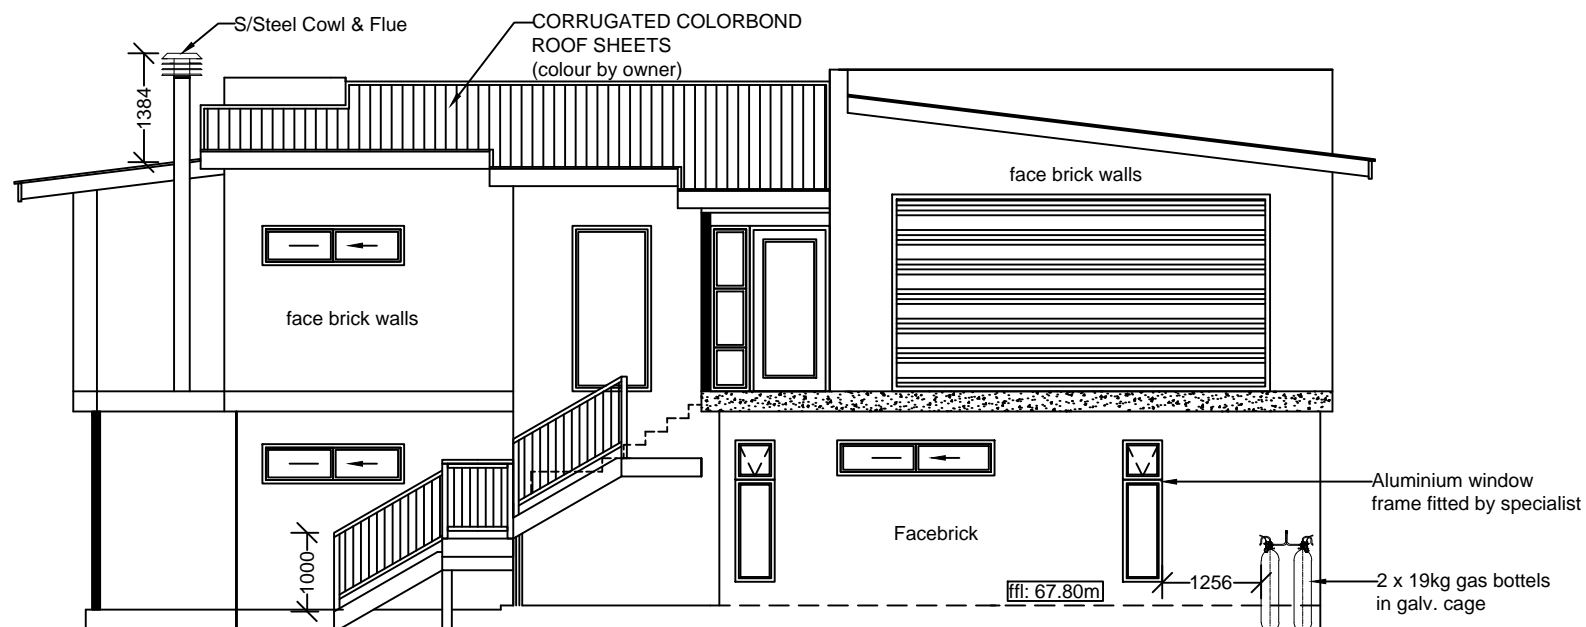 S/Steel Cowl & Flue
CORRUGATED COLORBOND
ROOF SHEETS
(colour by owner)
1384
face brick walls
face brick walls
Aluminium window
frame fitted by specialist
Facebrick
1000
ffl: 67.80m
1256
2 x 19kg gas bottels
in galv. cage